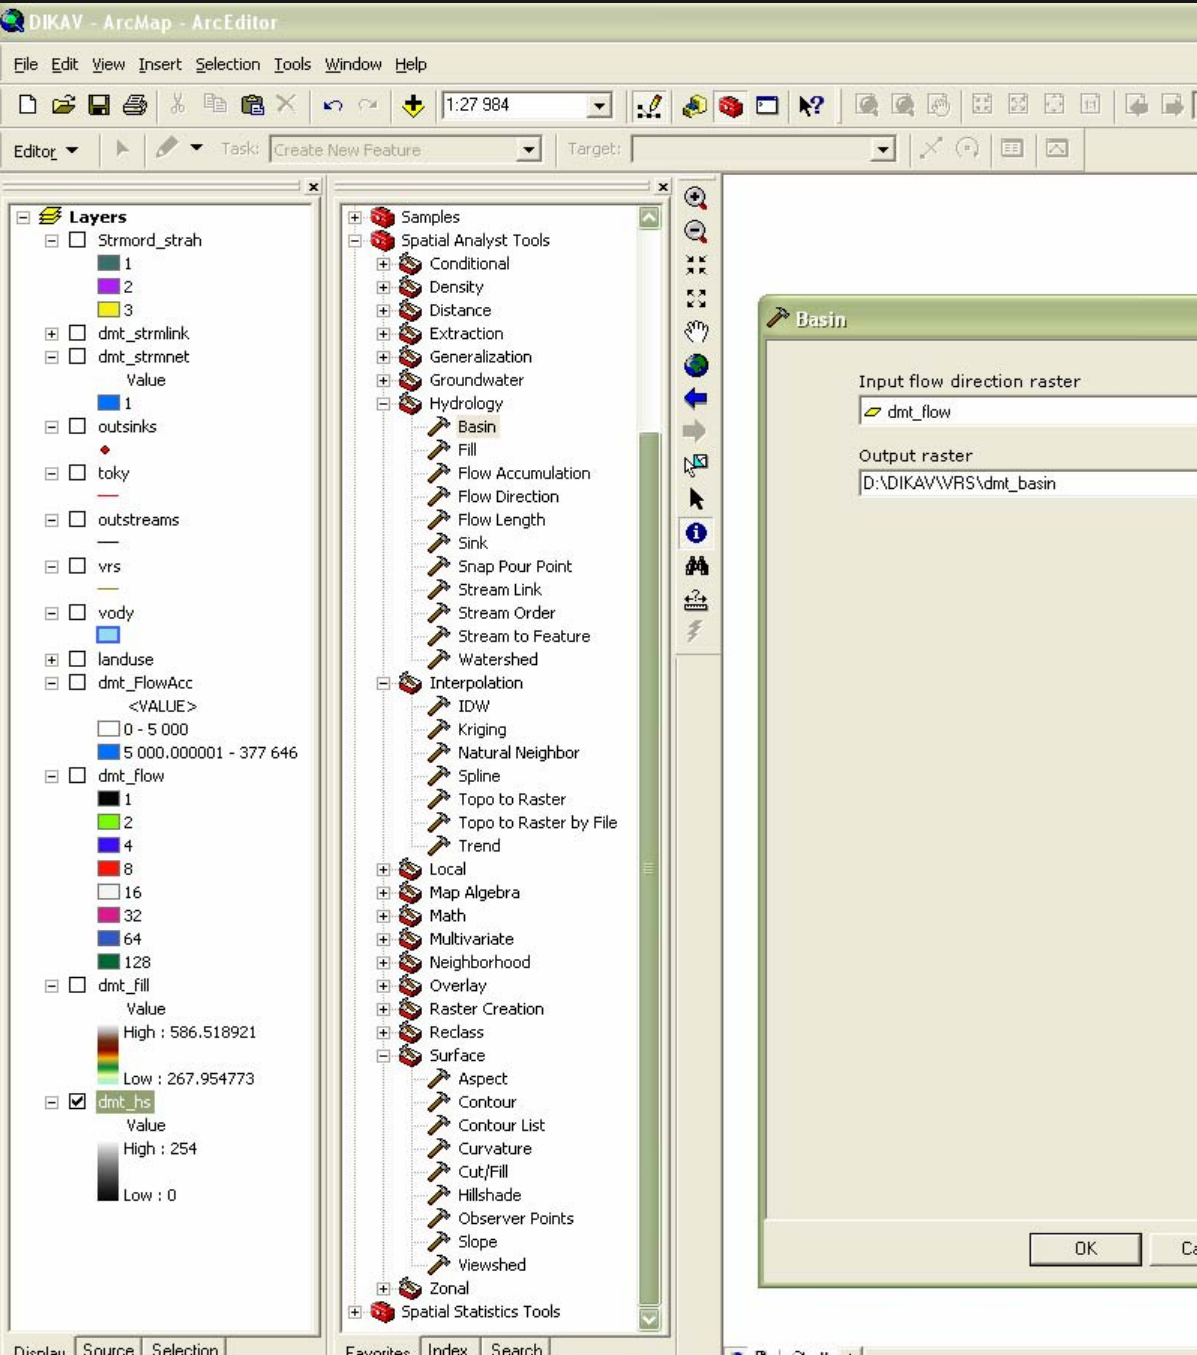 DIKAV - ArcMap - ArcEditor
File Edit View Insert Selection Tools Window Help
1:27 984
Editor Task: Create New Feature Target:
Layers
Strmord_strah
1
2
3
dmt_strmlink
dmt_strmnet
Value
1
outsinks
toky
outstreams
vrs
vody
landuse
dmt_FlowAcc
<VALUE>
0 - 5 000
5 000.000001 - 377 646
dmt_flow
1
2
4
8
16
32
64
128
dmt_fill
Value
High : 586.518921
Low : 267.954773
dmt_hs
Value
High : 254
Low : 0
Display Source Selection
Samples
Spatial Analyst Tools
Conditional
Density
Distance
Extraction
Generalization
Groundwater
Hydrology
Basin
Fill
Flow Accumulation
Flow Direction
Flow Length
Sink
Snap Pour Point
Stream Link
Stream Order
Stream to Feature
Watershed
Interpolation
IDW
Kriging
Natural Neighbor
Spline
Topo to Raster
Topo to Raster by File
Trend
Local
Map Algebra
Math
Multivariate
Neighborhood
Overlay
Raster Creation
Reclass
Surface
Aspect
Contour
Contour List
Curvature
Cut/Fill
Hillshade
Observer Points
Slope
Viewshed
Zonal
Spatial Statistics Tools
Favorites Index Search
Basin
Input flow direction raster
dmt_flow
Output raster
D:\DIKAV\VRS\dmt_basin
OK